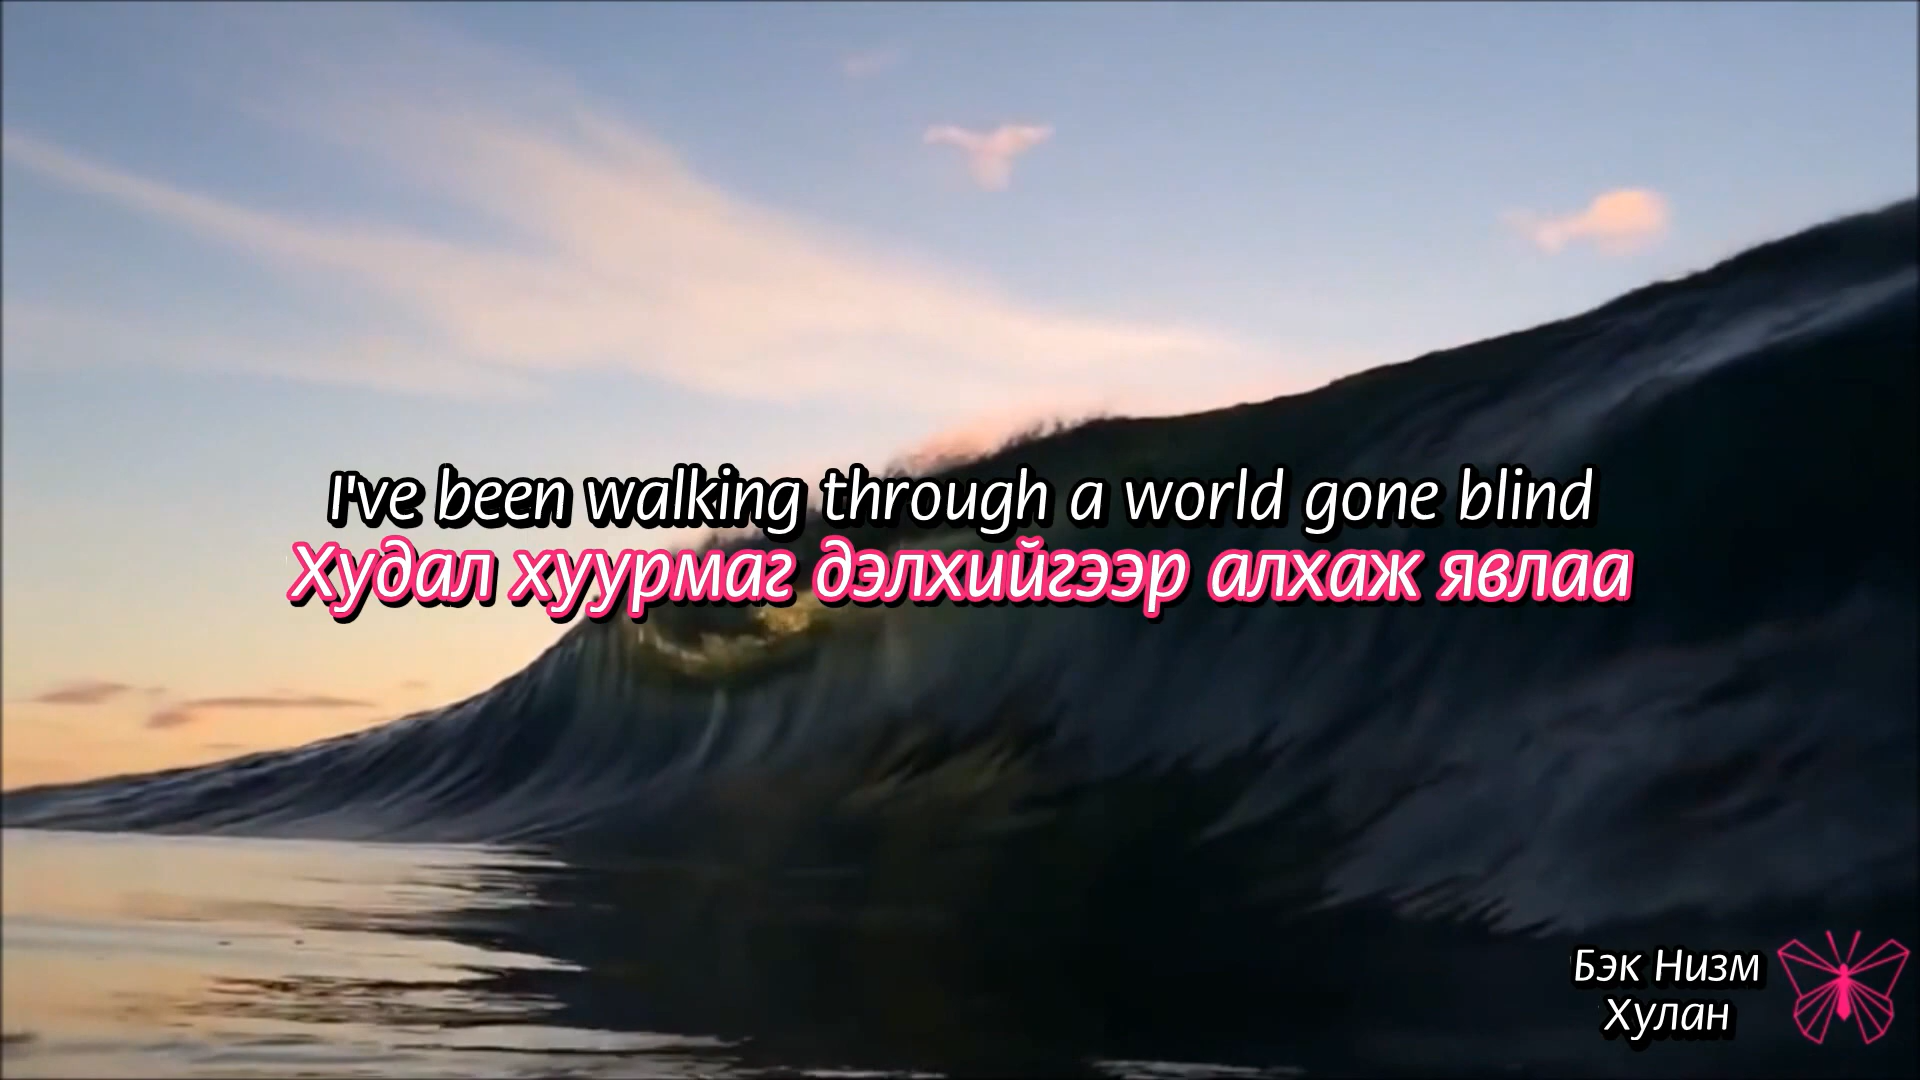 I've been walking through a world gone blind
Худал хуурмаг дэлхийгээр алхаж явлаа
Бэк Низм
Хулан